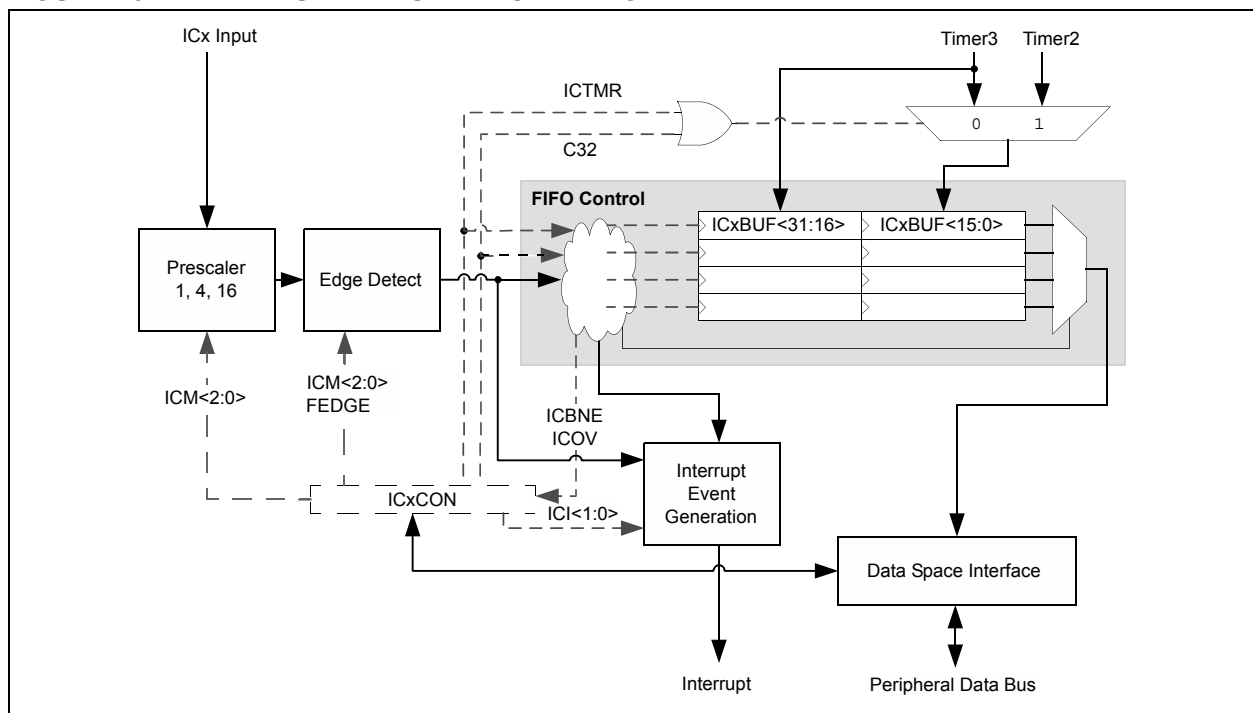 ICx Input
Timer3
Timer2
ICTMR
0
1
C32
FIFO Control
ICxBUF<31:16>
ICxBUF<15:0>
Prescaler
1, 4, 16
Edge Detect
ICM<2:0>
ICM<2:0>
FEDGE
ICBNE
ICOV
Interrupt
Event
Generation
ICxCON
ICI<1:0>
Data Space Interface
Interrupt
Peripheral Data Bus